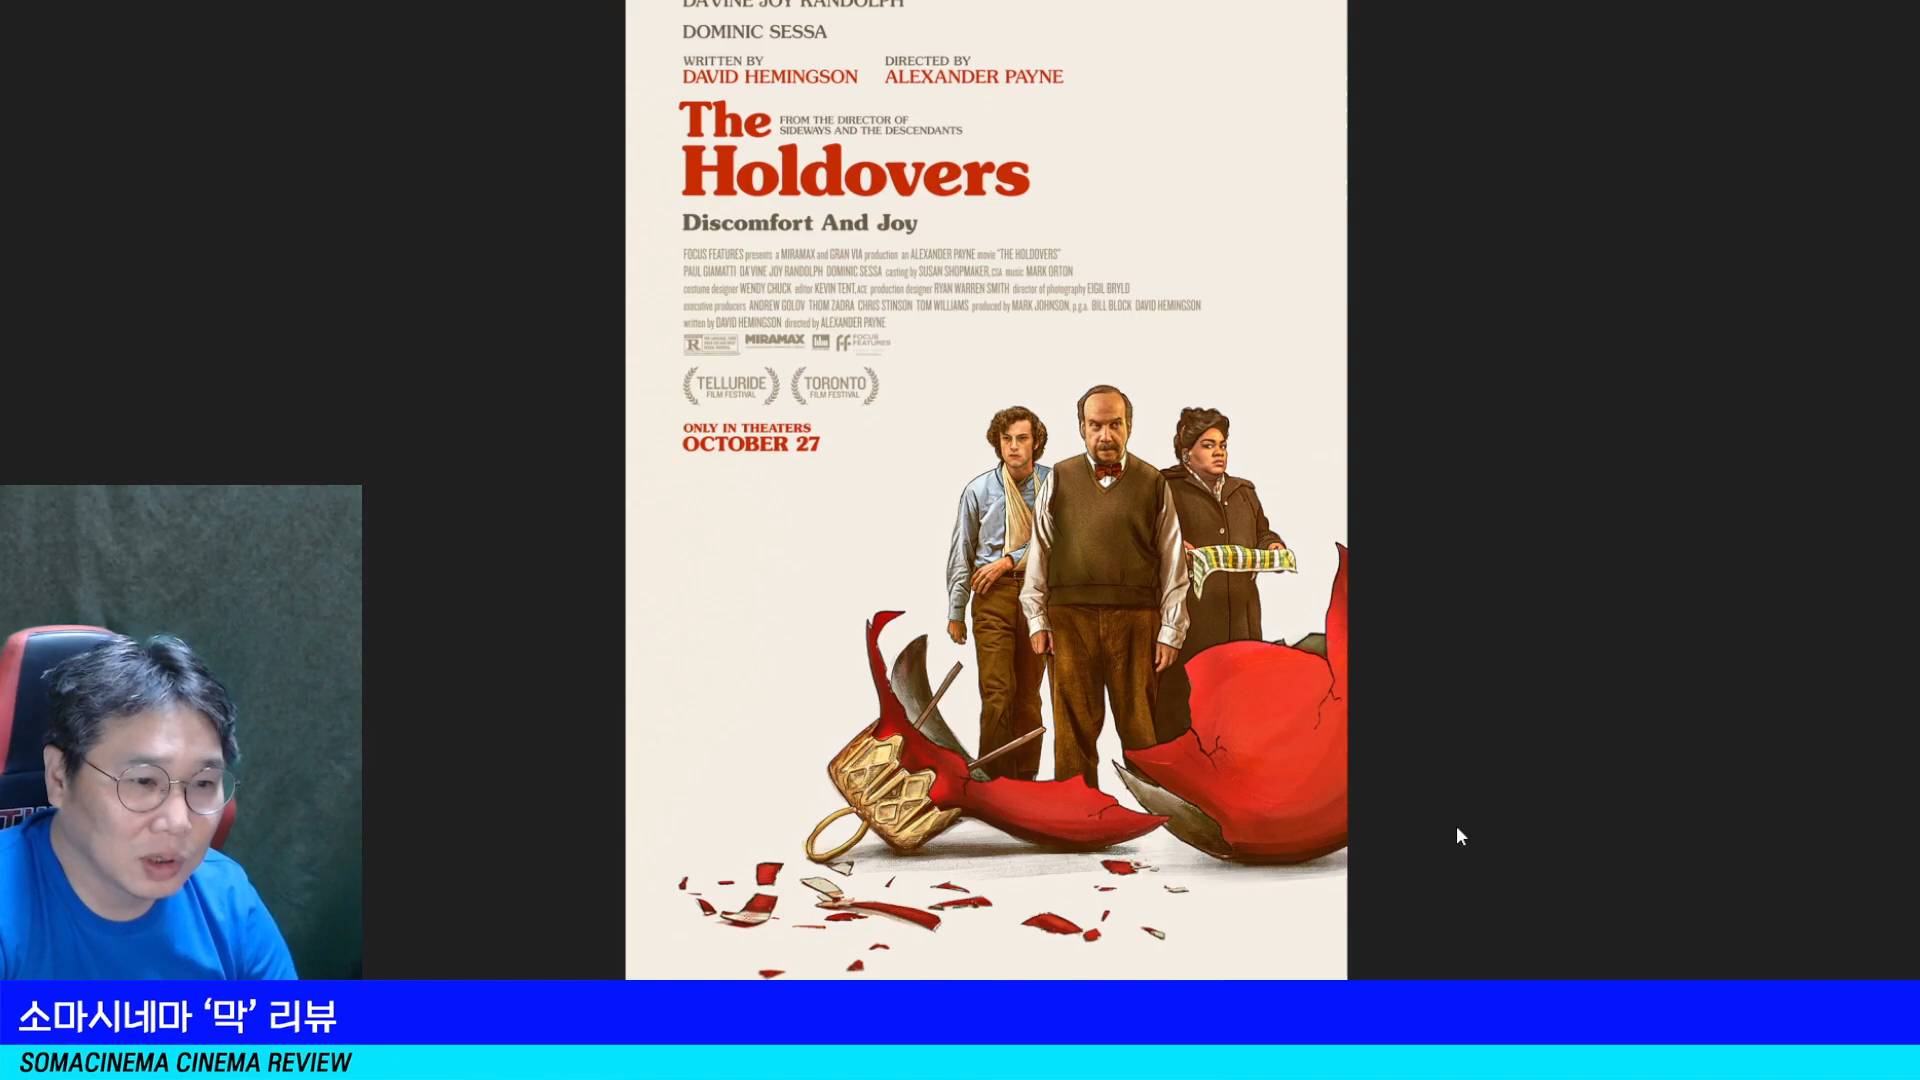 DA'VINE JOY RANDOLPH
DOMINIC SESSA
WRITTEN BY
DAVID HEMINGSON
DIRECTED BY
ALEXANDER PAYNE
The
FROM THE DIRECTOR OF
SIDEWAYS AND THE DESCENDANTS
Holdovers
Discomfort And Joy
FOCUS FEATURES presents a MIRAMAX and GRAN VIA production an ALEXANDER PAYNE movie "THE HOLDOVERS"
PAUL GIAMATTI DA'VINE JOY RANDOLPH DOMINIC SESSA casting by SUSAN SHOPMAKER, CSA music MARK ORTON
costume designer WENDY CHUCK editor KEVIN TENT, ACE production designer RYAN WARREN SMITH director of photography EIGIL BRYLD
executive producers ANDREW GOLOV THOM ZADRA CHRIS STINSON TOM WILLIAMS produced by MARK JOHNSON, p.g.a. BILL BLOCK DAVID HEMINGSON
written by DAVID HEMINGSON directed by ALEXANDER PAYNE
R MIRAMAX FOCUS FEATURES
TELLURIDE FILM FESTIVAL
TORONTO FILM FESTIVAL
ONLY IN THEATERS
OCTOBER 27
소마시네마 ‘막’ 리뷰
SOMACINEMA CINEMA REVIEW